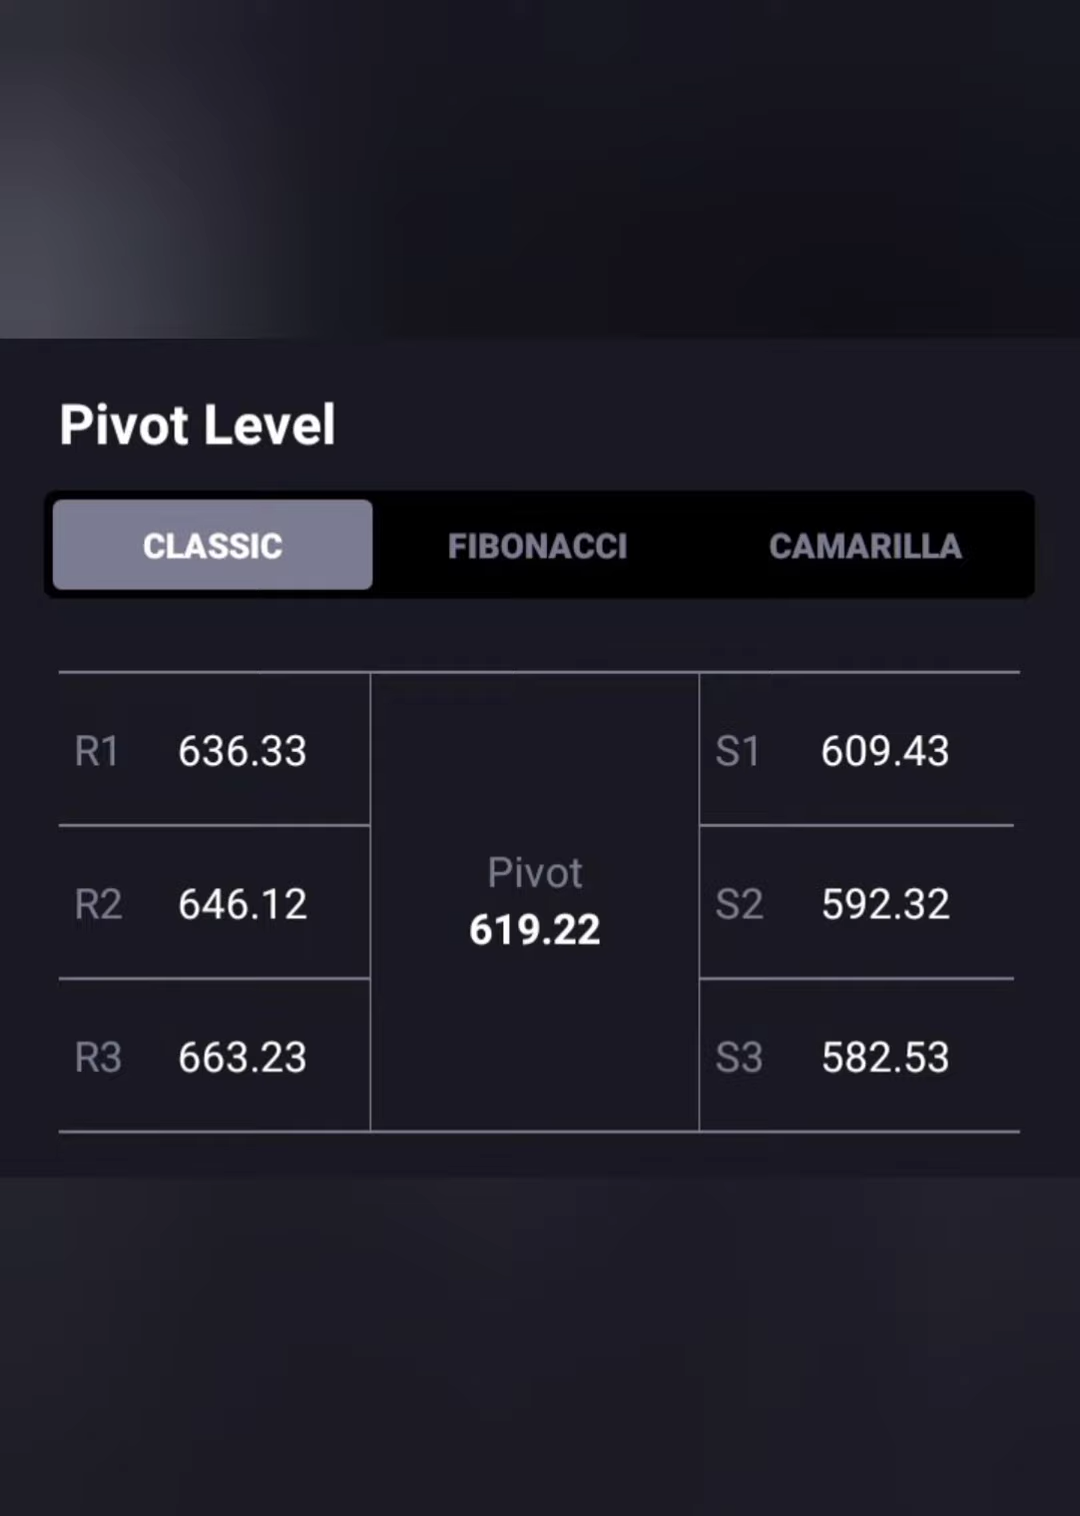 Pivot Level
CLASSIC FIBONACCI CAMARILLA
R1 636.33
R2 646.12
R3 663.23
Pivot
619.22
S1 609.43
S2 592.32
S3 582.53